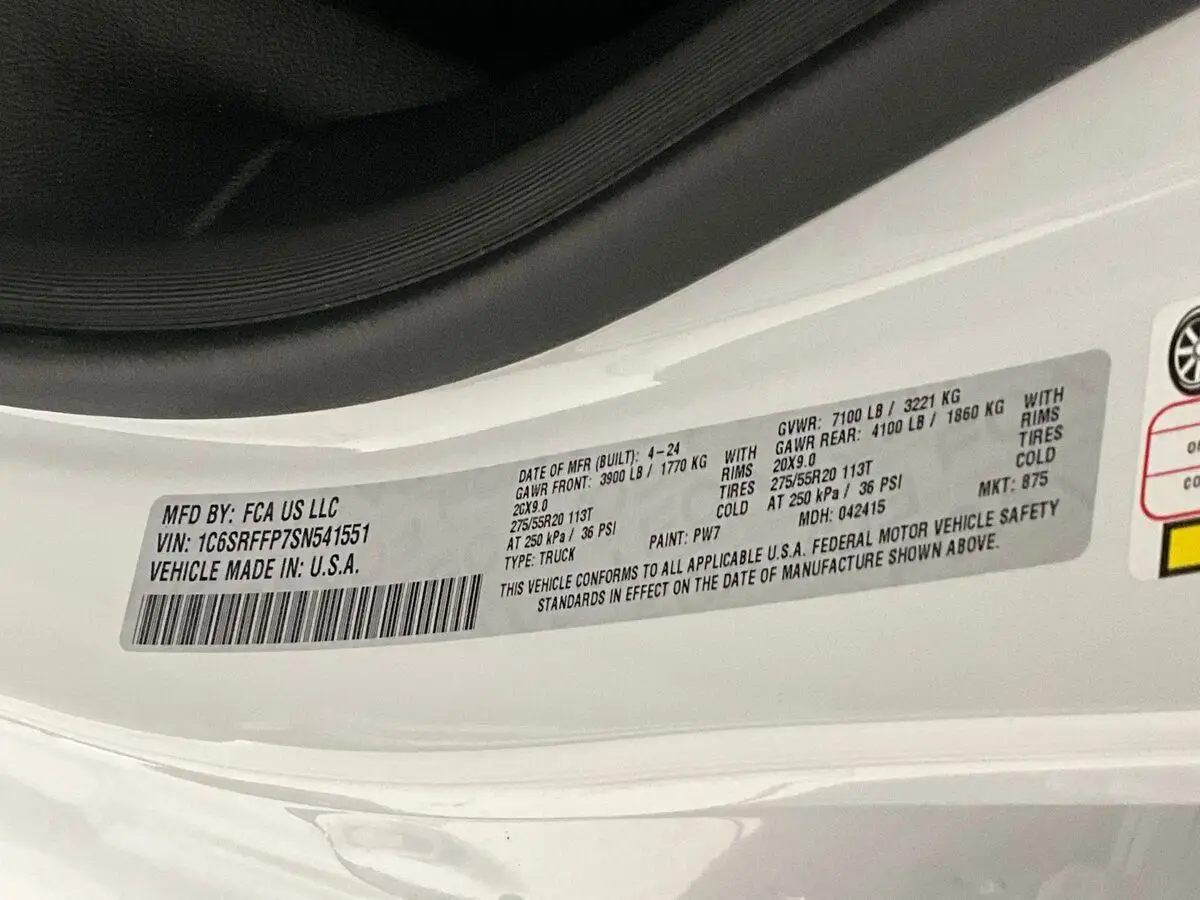 MFD BY: FCA US LLC
VIN: 1C6SRFFP7SN541551
VEHICLE MADE IN: U.S.A.
DATE OF MFR (BUILT): 4-24
GAWR FRONT: 3900 LB / 1770 KG WITH
20X9.0 RIMS
275/55R20 113T TIRES
AT 250 kPa / 36 PSI COLD
TYPE: TRUCK PAINT: PW7
GVWR: 7100 LB / 3221 KG
GAWR REAR: 4100 LB / 1860 KG WITH
20X9.0 RIMS
275/55R20 113T TIRES
AT 250 kPa / 36 PSI COLD
MDH: 042415 MKT: 875
THIS VEHICLE CONFORMS TO ALL APPLICABLE U.S.A. FEDERAL MOTOR VEHICLE SAFETY
STANDARDS IN EFFECT ON THE DATE OF MANUFACTURE SHOWN ABOVE.